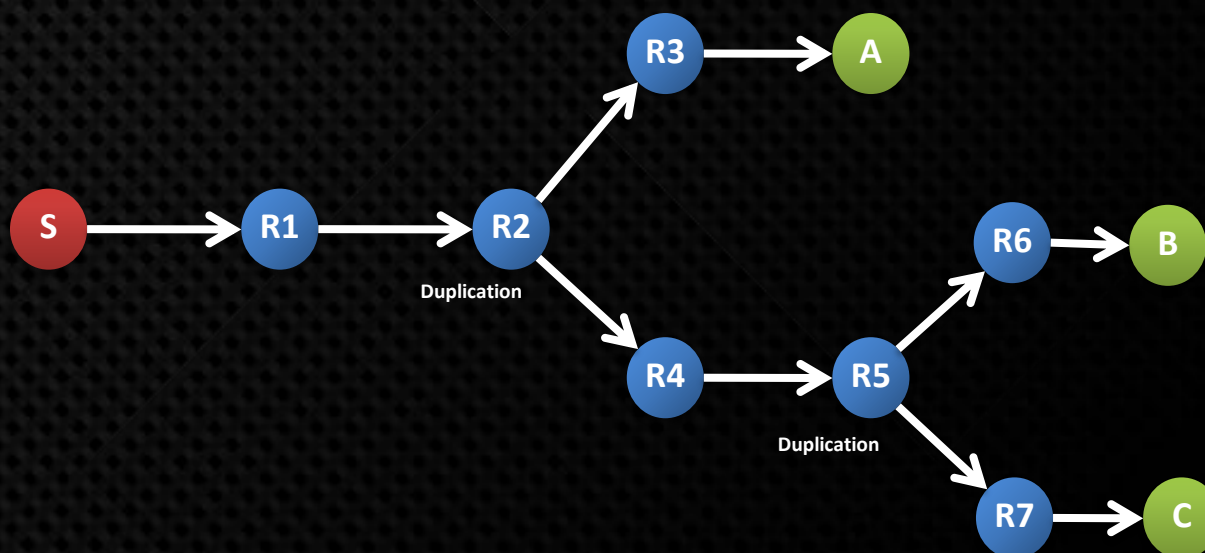 R3
A
S
R1
R2
R6
B
Duplication
R4
R5
Duplication
R7
C